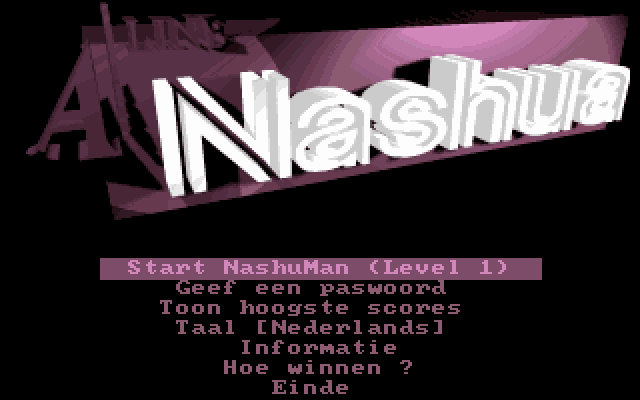 Nashua
Start NashuMan (Level 1)
Geef een paswoord
Toon hoogste scores
Taal [Nederlands]
Informatie
Hoe winnen ?
Einde